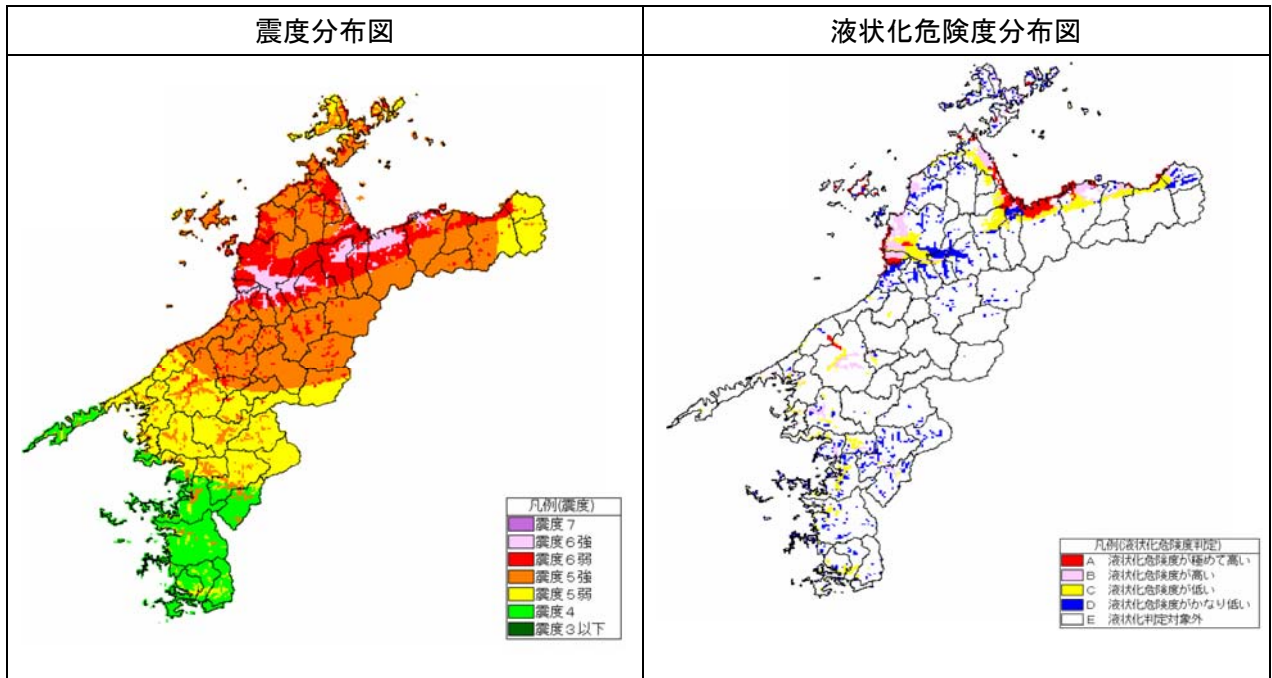 震度分布図
液状化危険度分布図
凡例(震度)
震度7
震度6強
震度6弱
震度5強
震度5弱
震度4
震度3以下
凡例(液状化危険度判定)
A 液状化危険度が極めて高い
B 液状化危険度が高い
C 液状化危険度が低い
D 液状化危険度がかなり低い
E 液状化判定対象外